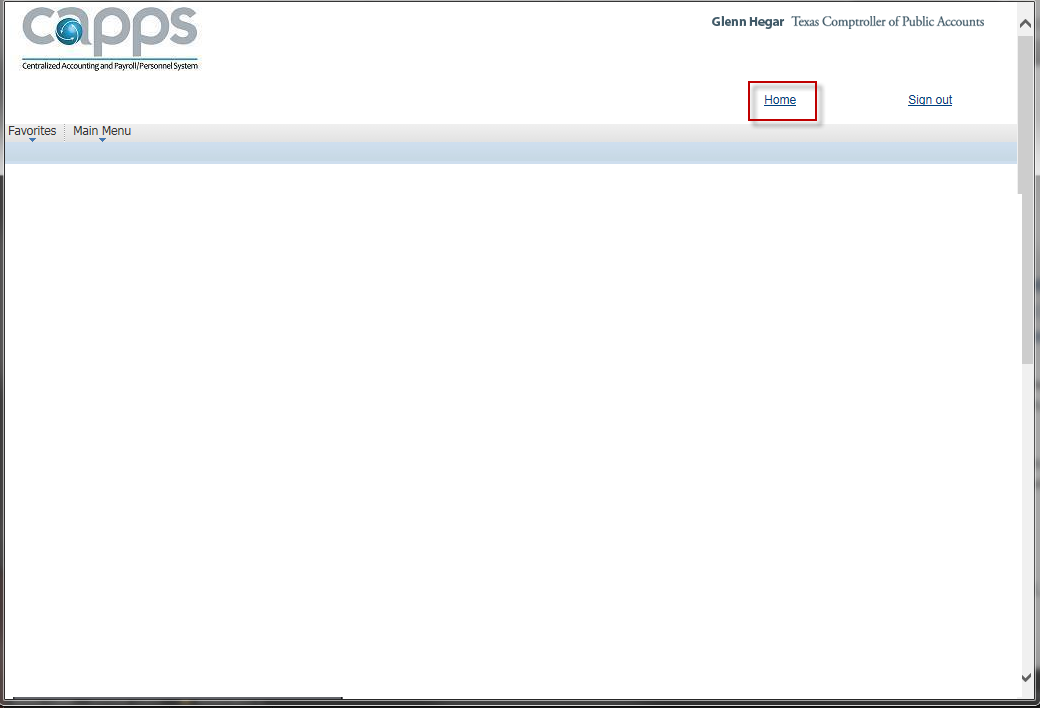 capps
Centralized Accounting and Payroll/Personnel System
Glenn Hegar Texas Comptroller of Public Accounts
Home Sign out
Favorites Main Menu